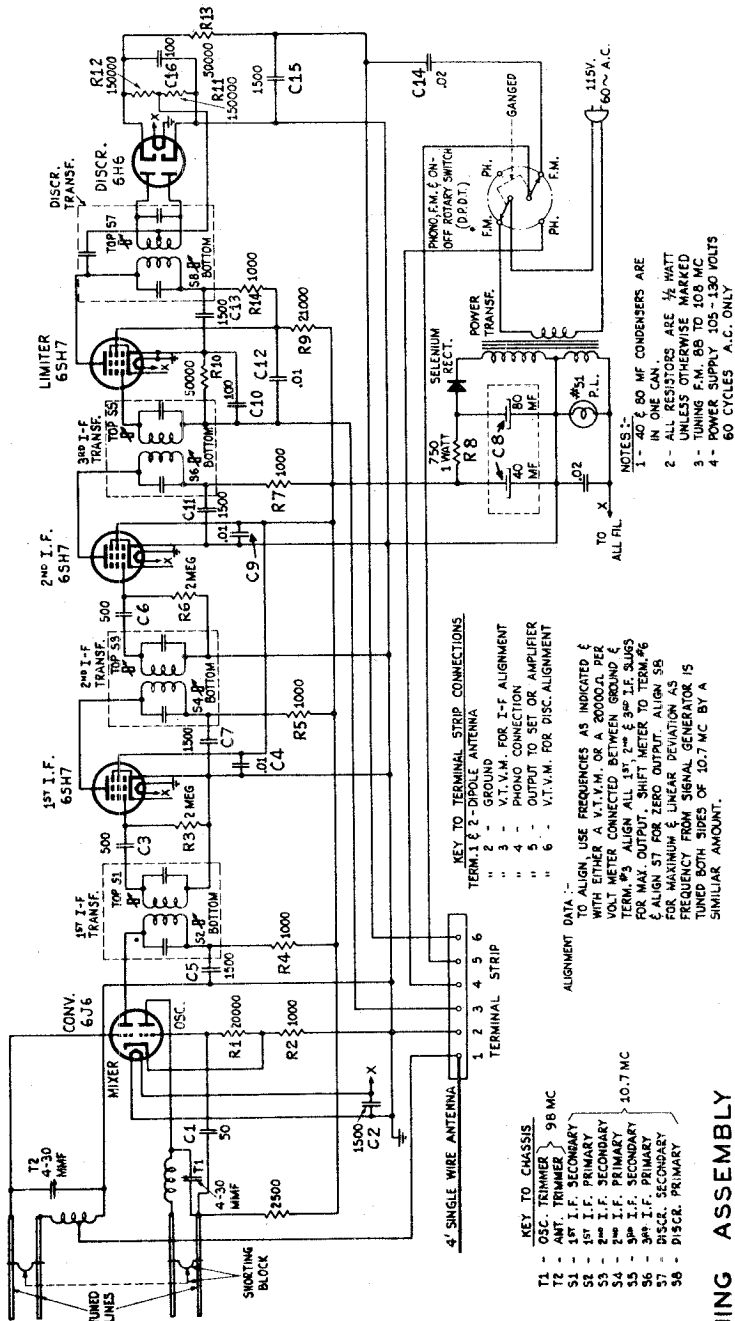 R13
50000
R12
150000
100
C16
R11
150000
1500
C15
C14
.02
DISCR.
6H6
X
DISCR.
TRANSF.
TOP S7
S8
BOTTOM
1500
C13
R14
1000
LIMITER
6SH7
X
50000
R10
100
C10
C12
.01
R9
21000
3RD I-F
TRANSF.
TOP S5
S6
BOTTOM
C11
1500
R7
1000
2ND I.F.
6SH7
X
.01
C9
500
C6
R6
2MEG
2ND I-F
TRANSF.
TOP S3
S4
BOTTOM
1500
C7
R5
1000
1ST I.F.
6SH7
X
.01
C4
500
C3
R3
2 MEG
1ST I-F
TRANSF.
TOP S1
S2
BOTTOM
C5
1500
R4
1000
CONV.
6J6
MIXER
OSC.
R1
20000
R2
1000
1500
C2
X
C1
50
T1
4-30
MMF
T2
4-30
MMF
2500
TUNED
LINES
SHORTING
BLOCK
PHONO, F.M. & ON-
OFF ROTARY SWITCH
(D.P.D.T.)
GANGED
F.M.
PH.
PH.
F.M.
115V.
60 ~ A.C.
POWER
TRANSF.
SELENIUM
RECT.
750
1 WATT
R8
40
MF
C8
80
MF
#51
P.L.
.02
X
TO
ALL FIL.
NOTES:-
1 - 40 & 80 MF CONDENSERS ARE
IN ONE CAN.
2 - ALL RESISTORS ARE 1/2 WATT
UNLESS OTHERWISE MARKED
3 - TUNING F.M. 88 TO 108 MC
4 - POWER SUPPLY 105-130 VOLTS
60 CYCLES A.C. ONLY
4' SINGLE WIRE ANTENNA
1 2 3 4 5 6
TERMINAL STRIP
KEY TO TERMINAL STRIP CONNECTIONS
TERM. 1 & 2 - DIPOLE ANTENNA
" 2 - GROUND
" 3 - V.T.V.M. FOR I-F ALIGNMENT
" 4 - PHONO CONNECTION
" 5 - OUTPUT TO SET OR AMPLIFIER
" 6 - V.T.V.M. FOR DISC. ALIGNMENT
ALIGNMENT DATA :-
TO ALIGN, USE FREQUENCIES AS INDICATED &
WITH EITHER A V.T.V.M. OR A 20000Ω PER
VOLT METER CONNECTED BETWEEN GROUND &
TERM. #3 ALIGN ALL 1ST, 2ND & 3RD I.F. SLUGS
FOR MAX. OUTPUT. SHIFT METER TO TERM. #6
& ALIGN S7 FOR ZERO OUTPUT. ALIGN S8
FOR MAXIMUM & LINEAR DEVIATION AS
FREQUENCY FROM SIGNAL GENERATOR IS
TUNED BOTH SIDES OF 10.7 MC BY A
SIMILIAR AMOUNT.
KEY TO CHASSIS
T1 - OSC. TRIMMER
T2 - ANT. TRIMMER
98 MC
S1 - 1ST I.F. SECONDARY
S2 - 1ST I.F. PRIMARY
S3 - 2ND I.F. SECONDARY
S4 - 2ND I.F. PRIMARY
S5 - 3RD I.F. SECONDARY
S6 - 3RD I.F. PRIMARY
S7 - DISCR. SECONDARY
S8 - DISCR. PRIMARY
10.7 MC
ASSEMBLY